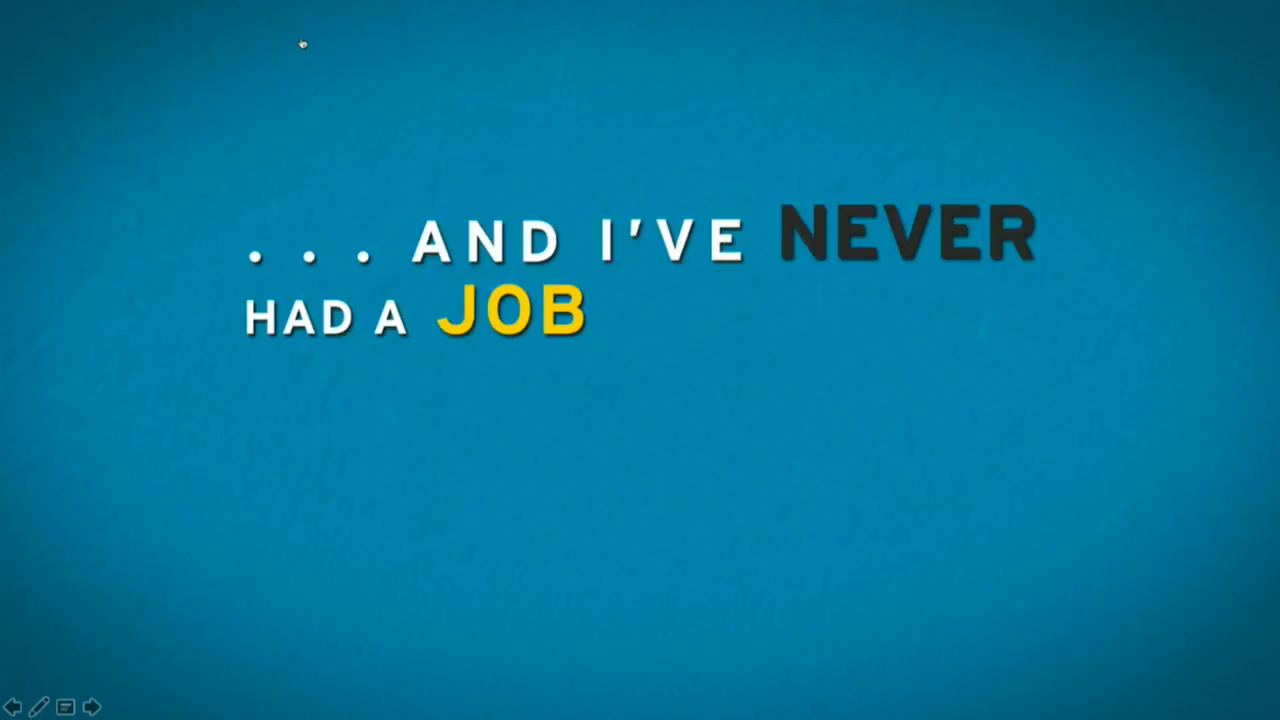 . . . AND I'VE NEVER
HAD A JOB